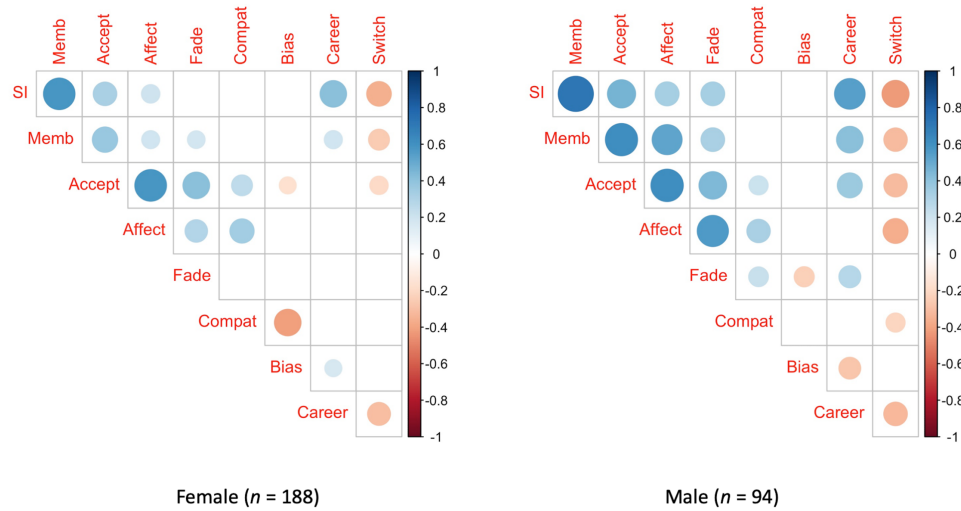 Memb Accept Affect Fade Compat Bias Career Switch
SI
Memb
Accept
Affect
Fade
Compat
Bias
Career
1
0.8
0.6
0.4
0.2
0
-0.2
-0.4
-0.6
-0.8
-1
Female (n = 188)
Memb Accept Affect Fade Compat Bias Career Switch
SI
Memb
Accept
Affect
Fade
Compat
Bias
Career
1
0.8
0.6
0.4
0.2
0
-0.2
-0.4
-0.6
-0.8
-1
Male (n = 94)